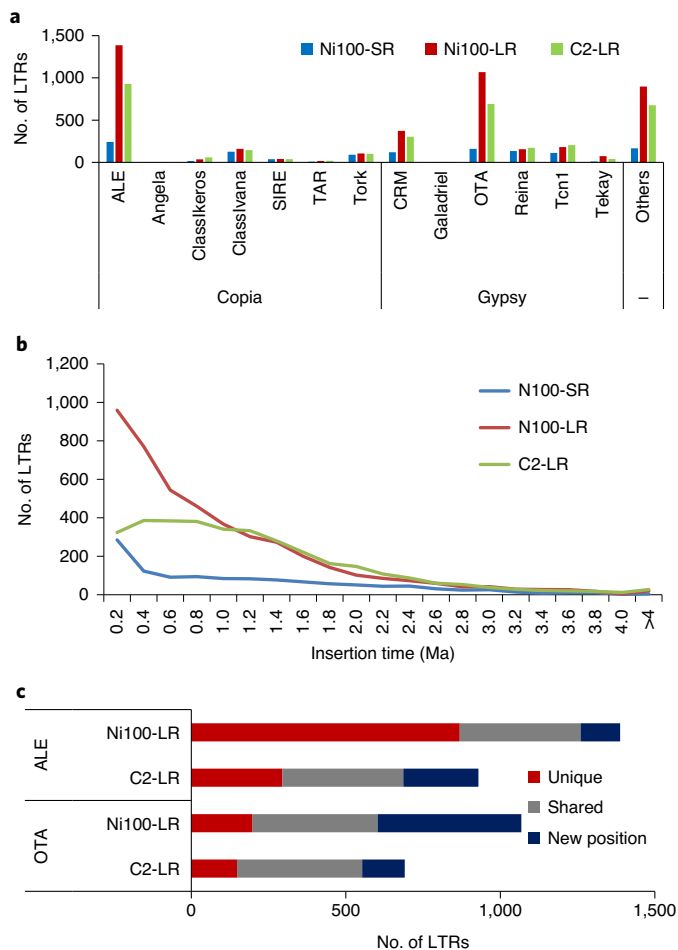 a
Ni100-SR Ni100-LR C2-LR
No. of LTRs
1,500
1,000
500
0
ALE
Angela
ClassIkeros
ClassIvana
SIRE
TAR
Tork
CRM
Galadriel
OTA
Reina
Tcn1
Tekay
Others
Copia Gypsy –
b
No. of LTRs
1,200
1,000
800
600
400
200
0
N100-SR
N100-LR
C2-LR
0.2 0.4 0.6 0.8 1.0 1.2 1.4 1.6 1.8 2.0 2.2 2.4 2.6 2.8 3.0 3.2 3.4 3.6 3.8 4.0 >4
Insertion time (Ma)
c
ALE
Ni100-LR
C2-LR
OTA
Ni100-LR
C2-LR
Unique
Shared
New position
0 500 1,000 1,500
No. of LTRs